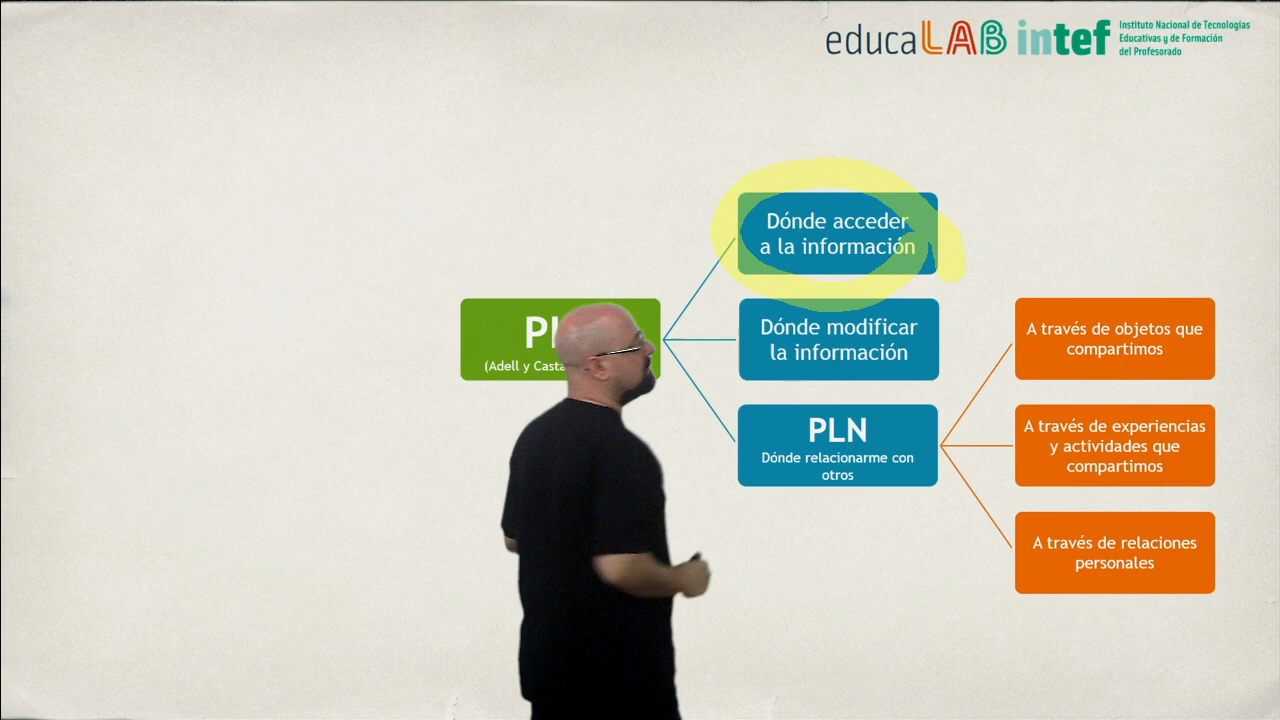 educaLAB intef
Instituto Nacional de Tecnologías
Educativas y de Formación
del Profesorado
Dónde acceder
a la información
(Adell y
Dónde modificar
la información
PLN
Dónde relacionarme con
otros
A través de objetos que
compartimos
A través de experiencias
y actividades que
compartimos
A través de relaciones
personales